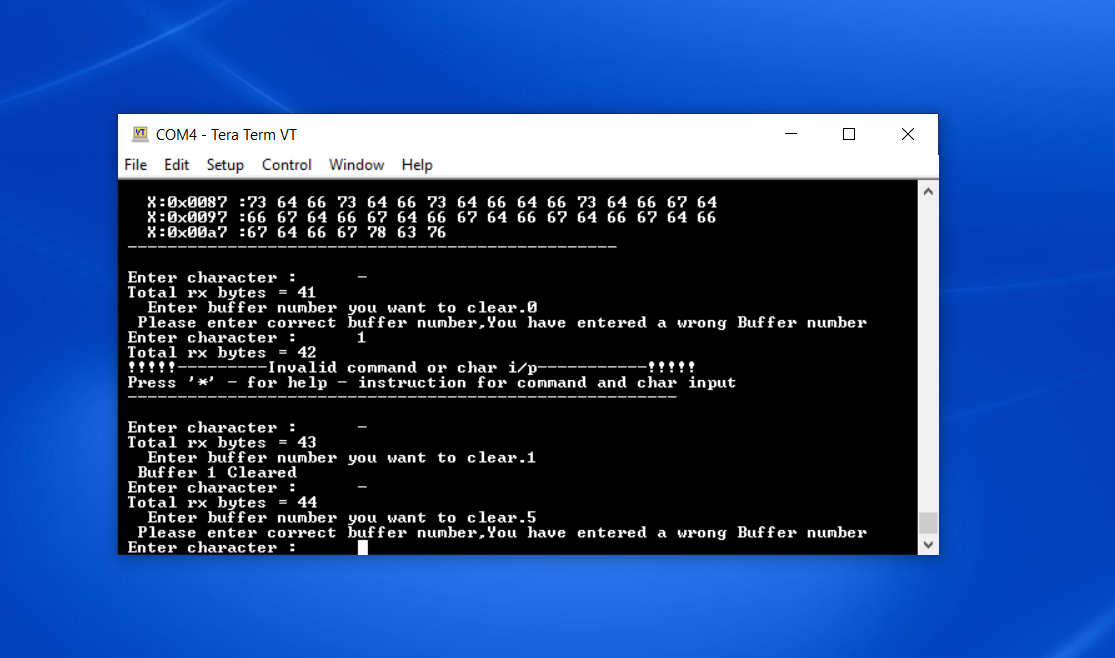 COM4 - Tera Term VT
File Edit Setup Control Window Help
X:0x0087 :73 64 66 73 64 66 73 64 66 64 66 73 64 66 67 64
X:0x0097 :66 67 64 66 67 64 66 67 64 66 67 64 66 67 64 66
X:0x00a7 :67 64 66 67 78 63 76
-------------------------------------------------
Enter character :      -
Total rx bytes = 41
Enter buffer number you want to clear.0
Please enter correct buffer number,You have entered a wrong Buffer number
Enter character :      1
Total rx bytes = 42
!!!!!---------Invalid command or char i/p-----------!!!!!
Press '*' - for help - instruction for command and char input
-------------------------------------------------------
Enter character :      -
Total rx bytes = 43
Enter buffer number you want to clear.1
Buffer 1 Cleared
Enter character :      -
Total rx bytes = 44
Enter buffer number you want to clear.5
Please enter correct buffer number,You have entered a wrong Buffer number
Enter character :